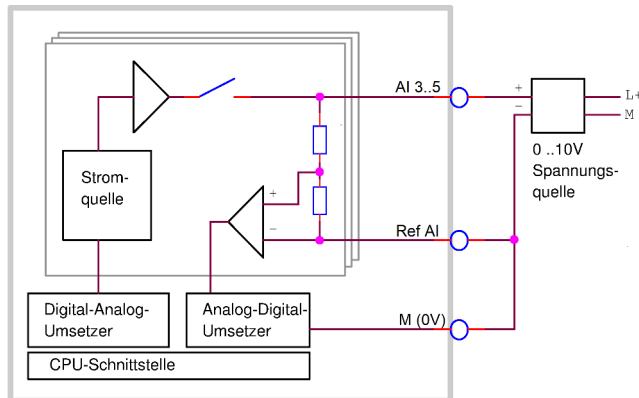 AI 3..5
+
−
L+
M
0 ..10V
Spannungs-
quelle
Strom-
quelle
+
−
Ref AI
M (0V)
Digital-Analog-
Umsetzer
Analog-Digital-
Umsetzer
CPU-Schnittstelle